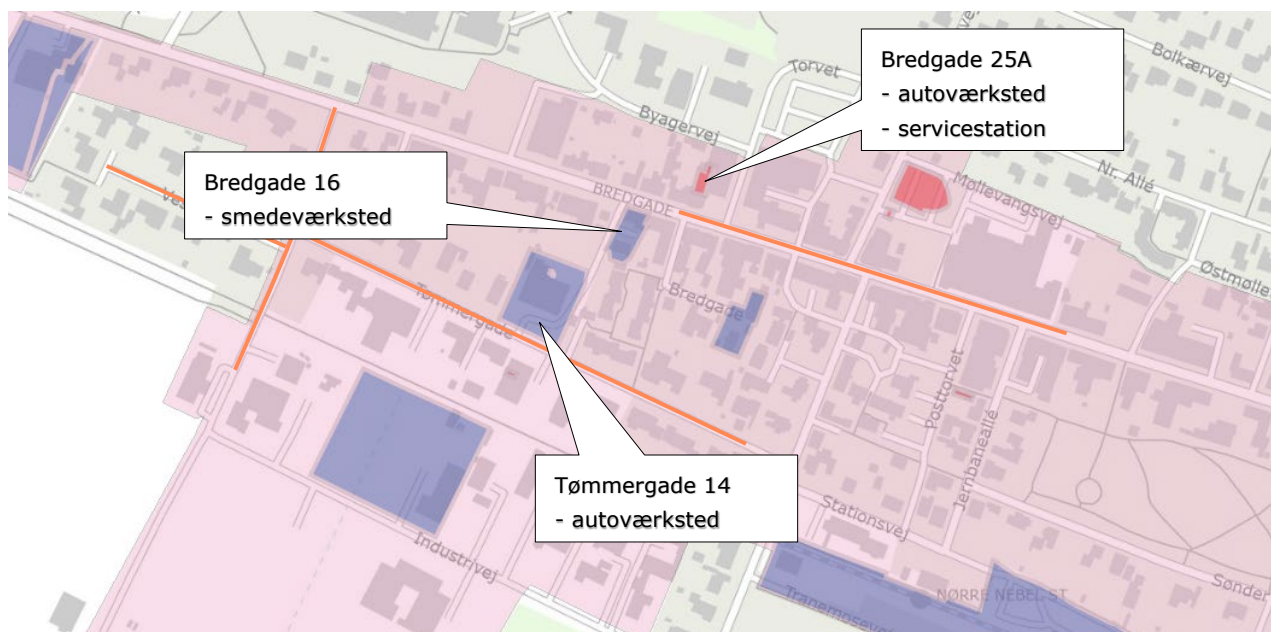 Bredgade 25A
- autoværksted
- servicestation
Torvet
Bolkærvej
Byagervej
Nr. Allé
Møllevangsvej
Bredgade 16
- smedeværksted
BREDGADE
Østmølle
Tømmergade
Bredgade
Posttorvet
Jernbaneallé
Tømmergade 14
- autoværksted
Stationsvej
Industrivej
Tranemosevej
NØRRE NEBEL ST
Sønder